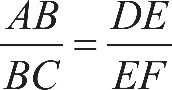 AB/BC = DE/EF